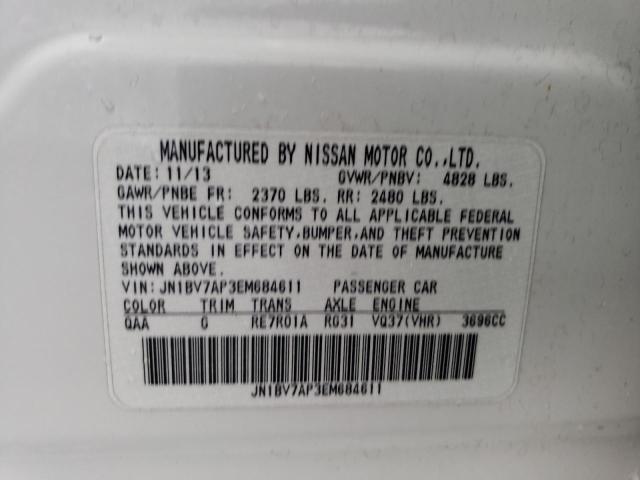 MANUFACTURED BY NISSAN MOTOR CO.,LTD.
DATE: 11/13 GVWR/PNBV: 4828 LBS.
GAWR/PNBE FR: 2370 LBS. RR: 2480 LBS.
THIS VEHICLE CONFORMS TO ALL APPLICABLE FEDERAL
MOTOR VEHICLE SAFETY,BUMPER,AND THEFT PREVENTION
STANDARDS IN EFFECT ON THE DATE OF MANUFACTURE
SHOWN ABOVE.
VIN: JN1BV7AP3EM684611 PASSENGER CAR
COLOR TRIM TRANS AXLE ENGINE
QAA G RE7R01A RG31 VQ37(VHR) 3696CC
JN1BV7AP3EM684611